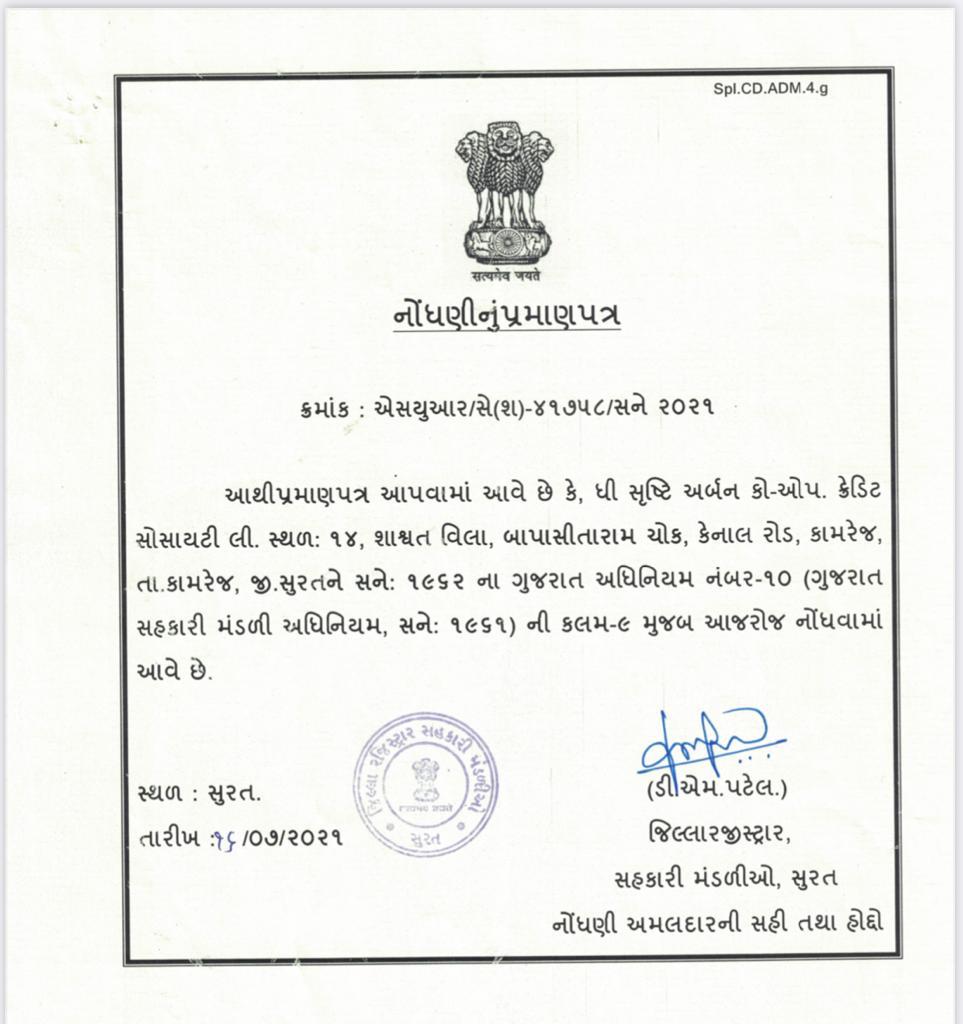 Spl.CD.ADM.4.g
सत्यमेव जयते
નોંધણીનુંપ્રમાણપત્ર
ક્રમાંક : એસયુઆર/સે(શ)-૪૧૭૫૮/સને ૨૦૨૧
આથીપ્રમાણપત્ર આપવામાં આવે છે કે, ધી સૃષ્ટિ અર્બન કો-ઓપ. ક્રેડિટ
સોસાયટી લી. સ્થળ: ૧૪, શાશ્વત વિલા, બાપાસીતારામ ચોક, કેનાલ રોડ, કામરેજ,
તા.કામરેજ, જી.સુરતને સને: ૧૯૬૨ ના ગુજરાત અધિનિયમ નંબર-૧૦ (ગુજરાત
સહકારી મંડળી અધિનિયમ, સને: ૧૯૬૧) ની કલમ-૯ મુજબ આજરોજ નોંધવામાં
આવે છે.
જિલ્લા રજિસ્ટ્રાર સહકારી મંડળીઓ
સુરત
સ્થળ : સુરત.
તારીખ :૧૬/૦૭/૨૦૨૧
(ડી.એમ.પટેલ.)
જિલ્લારજીસ્ટ્રાર,
સહકારી મંડળીઓ, સુરત
નોંધણી અમલદારની સહી તથા હોદ્દો